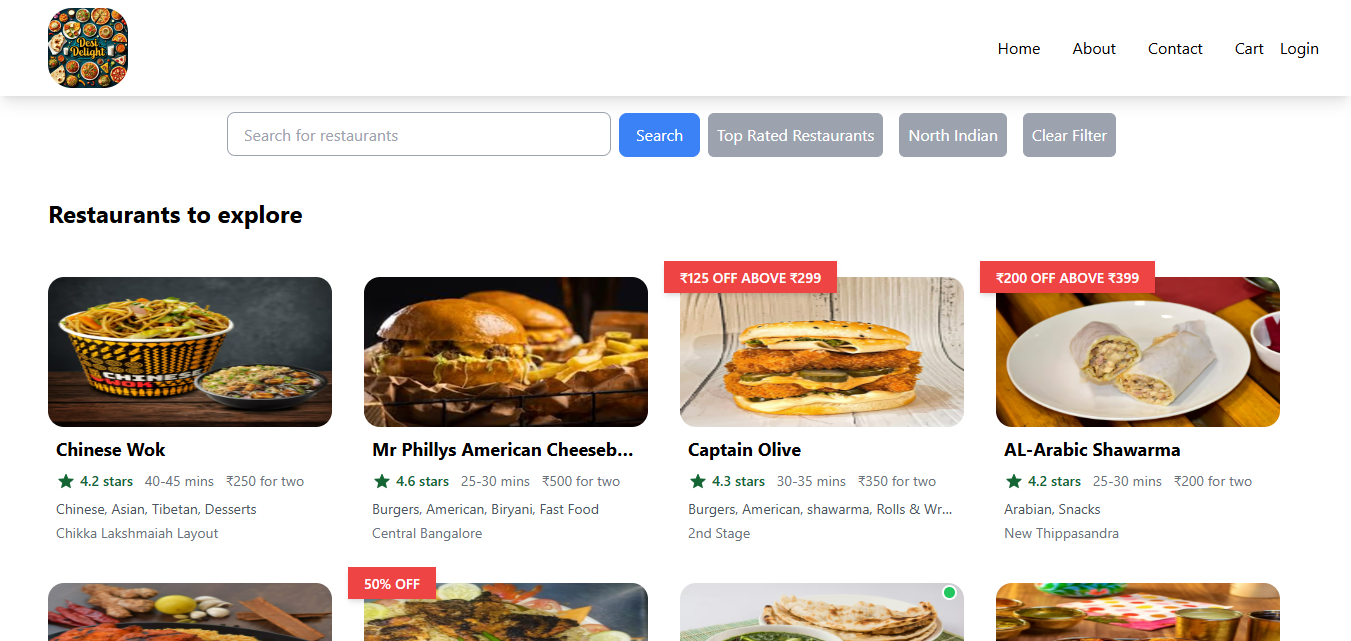 Desi
Delight
Home About Contact Cart Login
Search for restaurants Search Top Rated Restaurants North Indian Clear Filter
Restaurants to explore
₹125 OFF ABOVE ₹299 ₹200 OFF ABOVE ₹399
CHINESE
WOK
Chinese Wok Mr Phillys American Cheeseb... Captain Olive AL-Arabic Shawarma
4.2 stars 40-45 mins ₹250 for two 4.6 stars 25-30 mins ₹500 for two 4.3 stars 30-35 mins ₹350 for two 4.2 stars 25-30 mins ₹200 for two
Chinese, Asian, Tibetan, Desserts Burgers, American, Biryani, Fast Food Burgers, American, shawarma, Rolls & Wr... Arabian, Snacks
Chikka Lakshmaiah Layout Central Bangalore 2nd Stage New Thippasandra
50% OFF